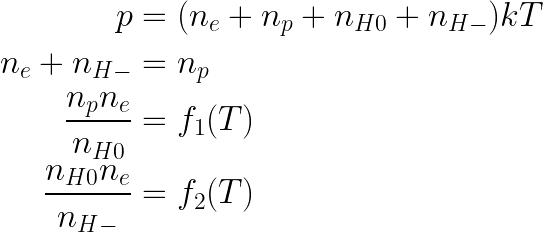 p = (n_e + n_p + n_{H0} + n_{H-})kT
n_e + n_{H-} = n_p
\frac{n_p n_e}{n_{H0}} = f_1(T)
\frac{n_{H0} n_e}{n_{H-}} = f_2(T)